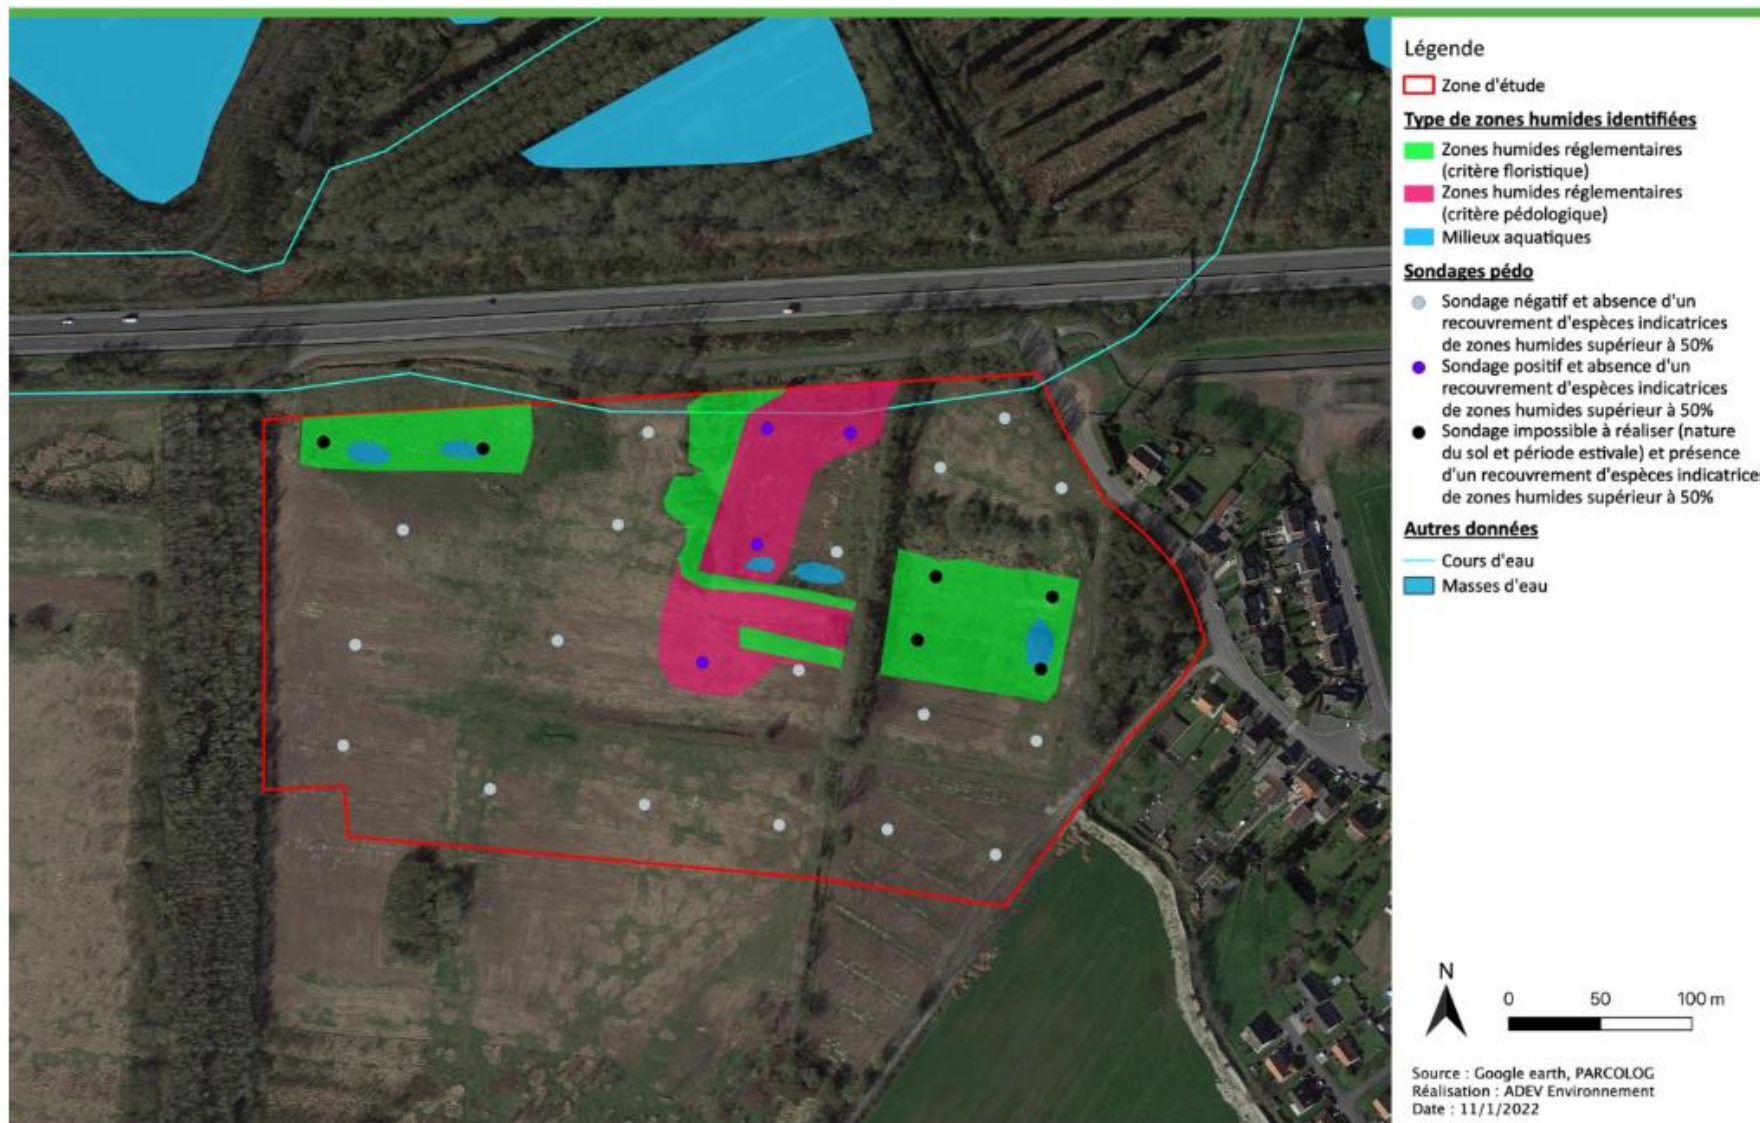 Légende
Zone d'étude
Type de zones humides identifiées
Zones humides réglementaires
(critère floristique)
Zones humides réglementaires
(critère pédologique)
Milieux aquatiques
Sondages pédo
Sondage négatif et absence d'un
recouvrement d'espèces indicatrices
de zones humides supérieur à 50%
Sondage positif et absence d'un
recouvrement d'espèces indicatrices
de zones humides supérieur à 50%
Sondage impossible à réaliser (nature
du sol et période estivale) et présence
d'un recouvrement d'espèces indicatrices
de zones humides supérieur à 50%
Autres données
Cours d'eau
Masses d'eau
N
0 50 100 m
Source : Google earth, PARCOLOG
Réalisation : ADEV Environnement
Date : 11/1/2022